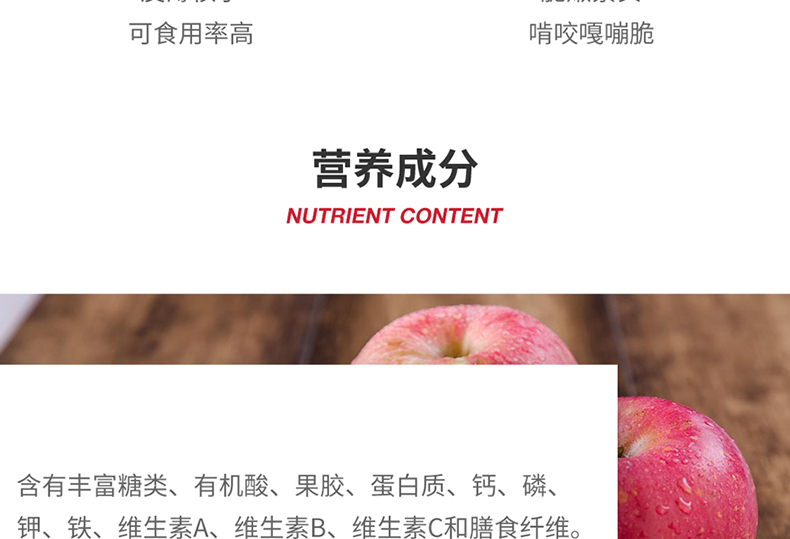 可食用率高
啃咬嘎嘣脆
营养成分
NUTRIENT CONTENT
含有丰富糖类、有机酸、果胶、蛋白质、钙、磷、
钾、铁、维生素A、维生素B、维生素C和膳食纤维。